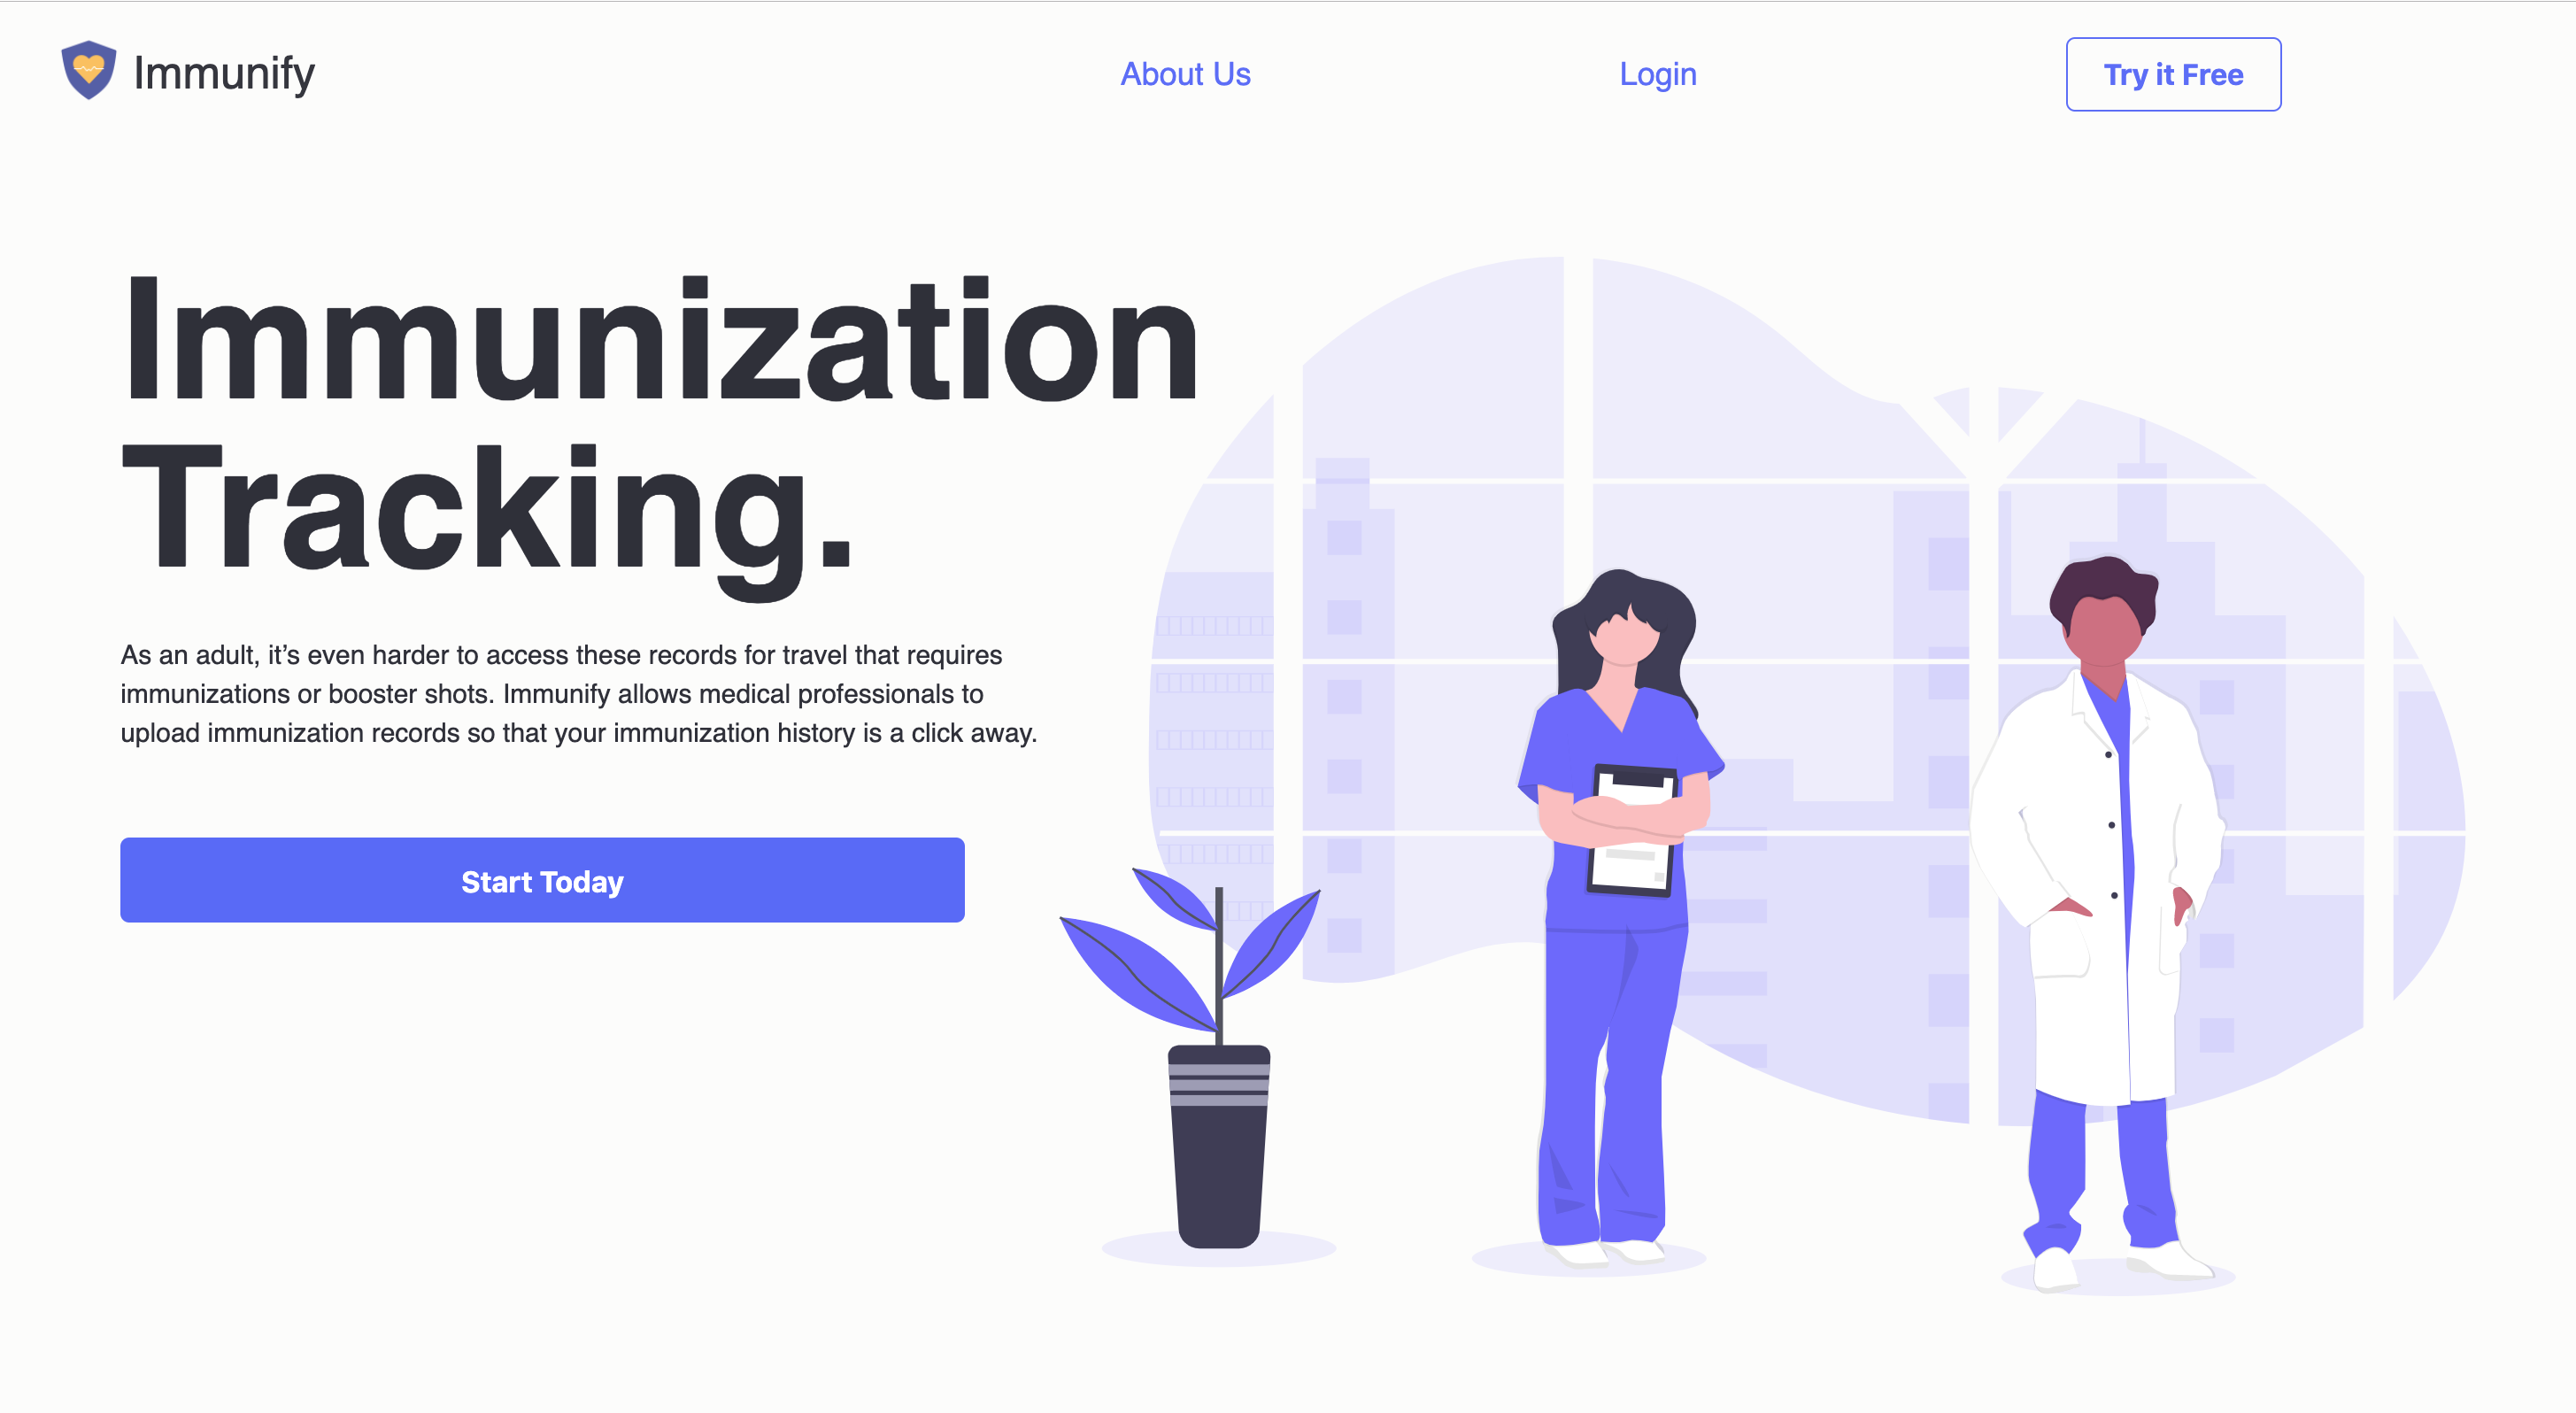 Immunify
About Us
Login
Try it Free
Immunization
Tracking.
As an adult, it’s even harder to access these records for travel that requires
immunizations or booster shots. Immunify allows medical professionals to
upload immunization records so that your immunization history is a click away.
Start Today